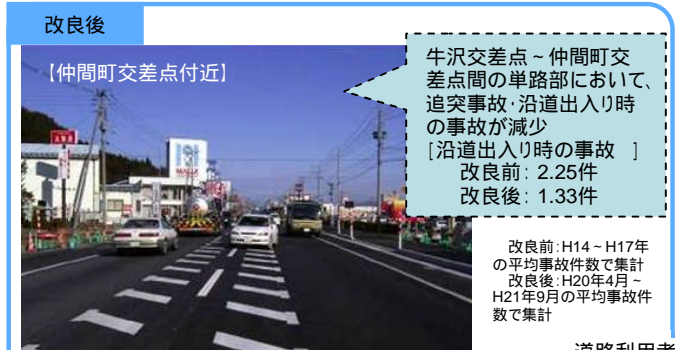 改良後
【仲間町交差点付近】
牛沢交差点~仲間町交
差点間の単路部において、
追突事故・沿道出入り時
の事故が減少
[沿道出入り時の事故 ]
改良前: 2.25件
改良後: 1.33件
改良前:H14~H17年
の平均事故件数で集計
改良後:H20年4月~
H21年9月の平均事故件
数で集計
道路利用者